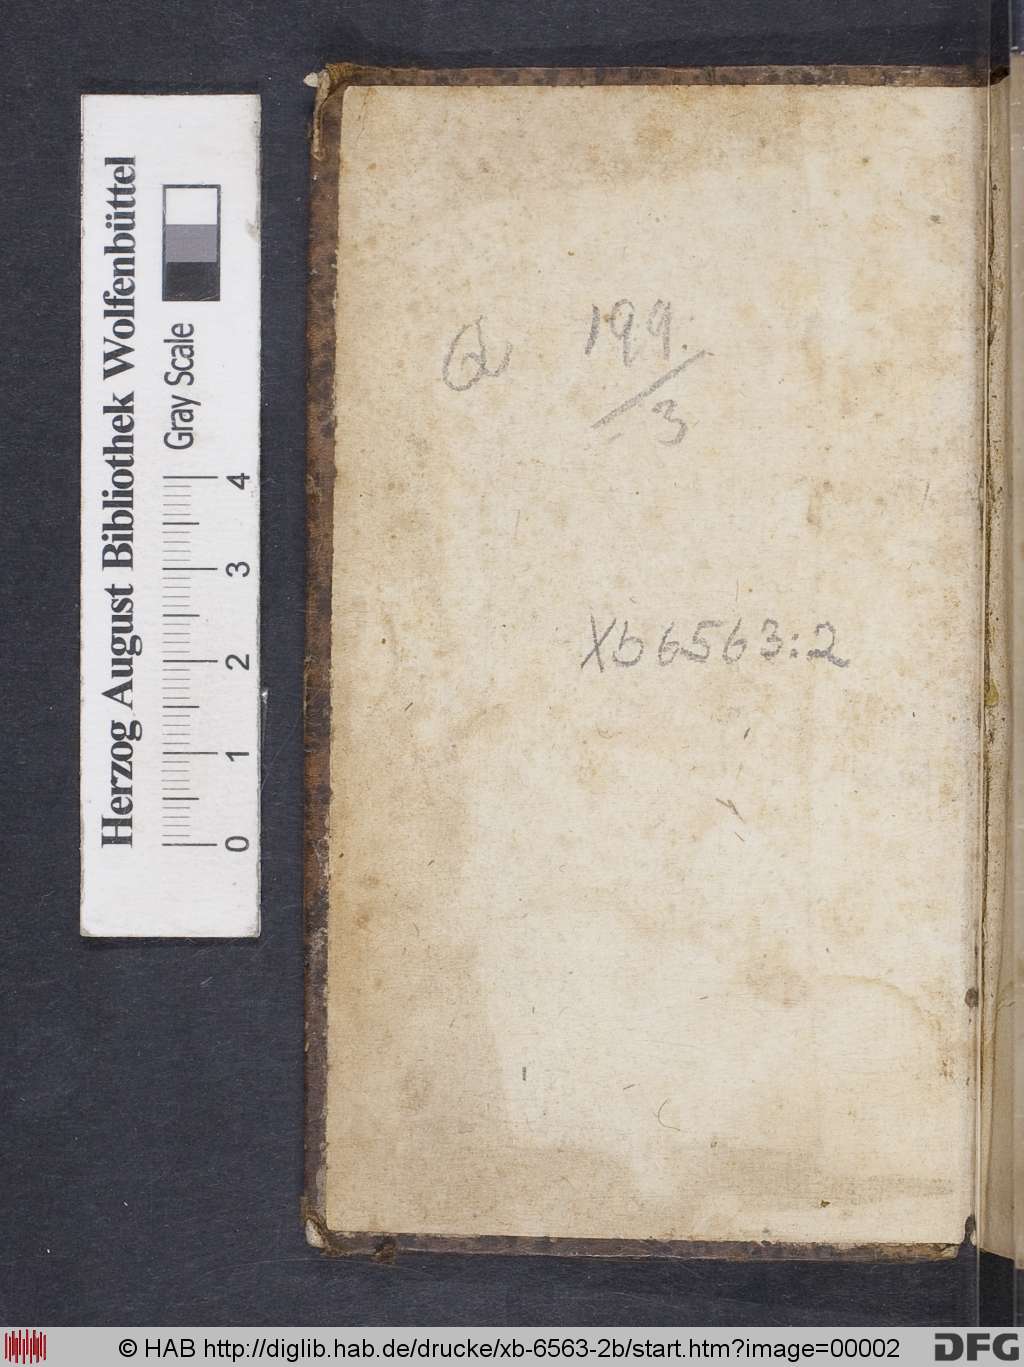 Herzog August Bibliothek Wolfenbüttel
0 1 2 3 4 Gray Scale
Q 199.
3
Xb 6563:2
© HAB http://diglib.hab.de/drucke/xb-6563-2b/start.htm?image=00002
DFG